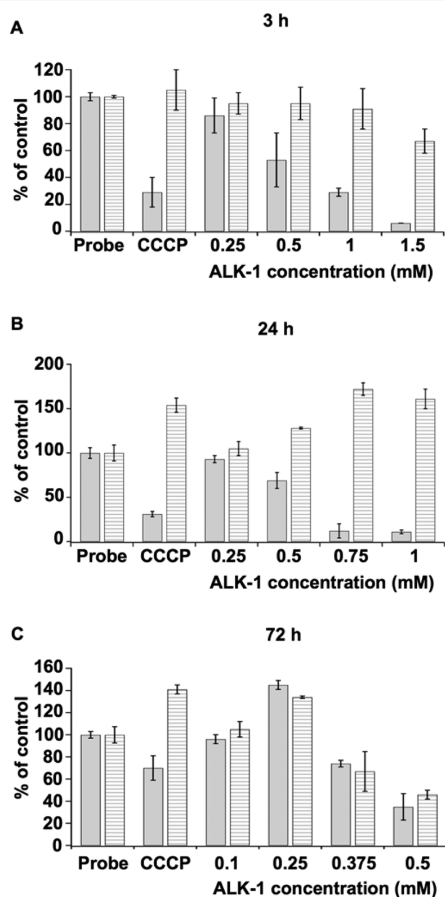 A
3 h
120
100
80
60
40
20
0
% of control
Probe CCCP 0.25 0.5 1 1.5
ALK-1 concentration (mM)
B
24 h
200
150
100
50
0
% of control
Probe CCCP 0.25 0.5 0.75 1
ALK-1 concentration (mM)
C
72 h
160
140
120
100
80
60
40
20
0
% of control
Probe CCCP 0.1 0.25 0.375 0.5
ALK-1 concentration (mM)